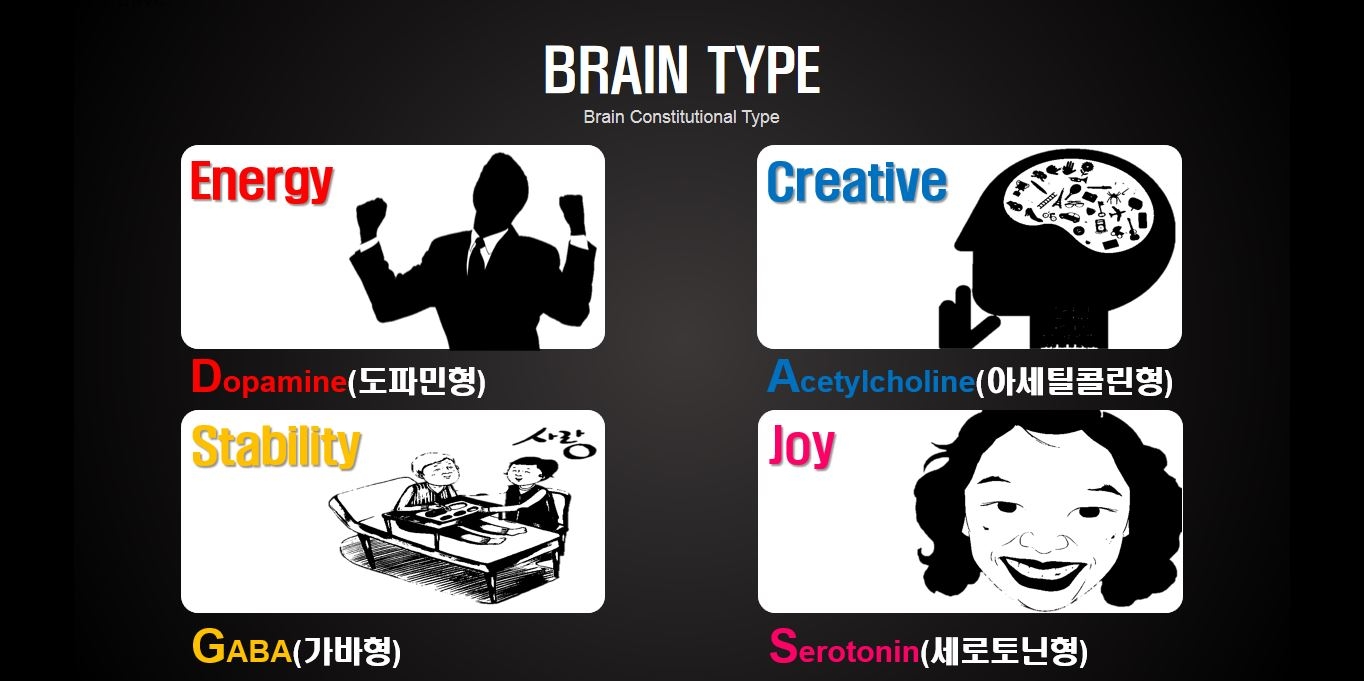 BRAIN TYPE
Brain Constitutional Type
Energy
Creative
Dopamine(도파민형)
Acetylcholine(아세틸콜린형)
Stability
사랑
Joy
GABA(가바형)
Serotonin(세로토닌형)